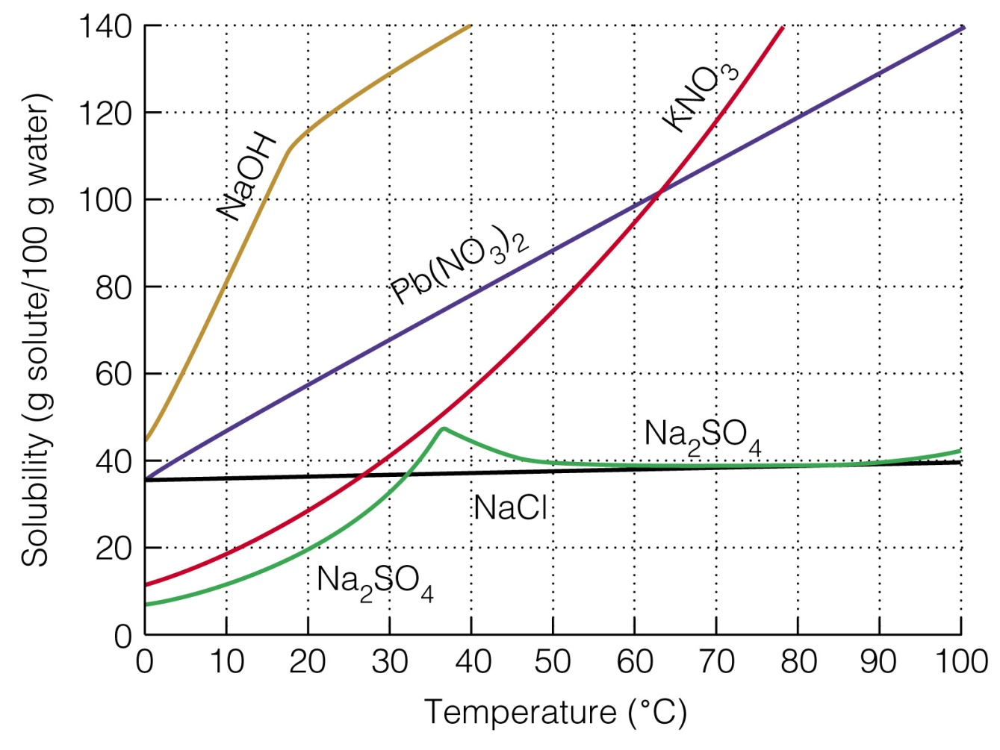 140
120
100
80
60
40
20
0
Solubility (g solute/100 g water)
NaOH
Pb(NO₃)₂
KNO₃
Na₂SO₄
NaCl
Na₂SO₄
0 10 20 30 40 50 60 70 80 90 100
Temperature (°C)